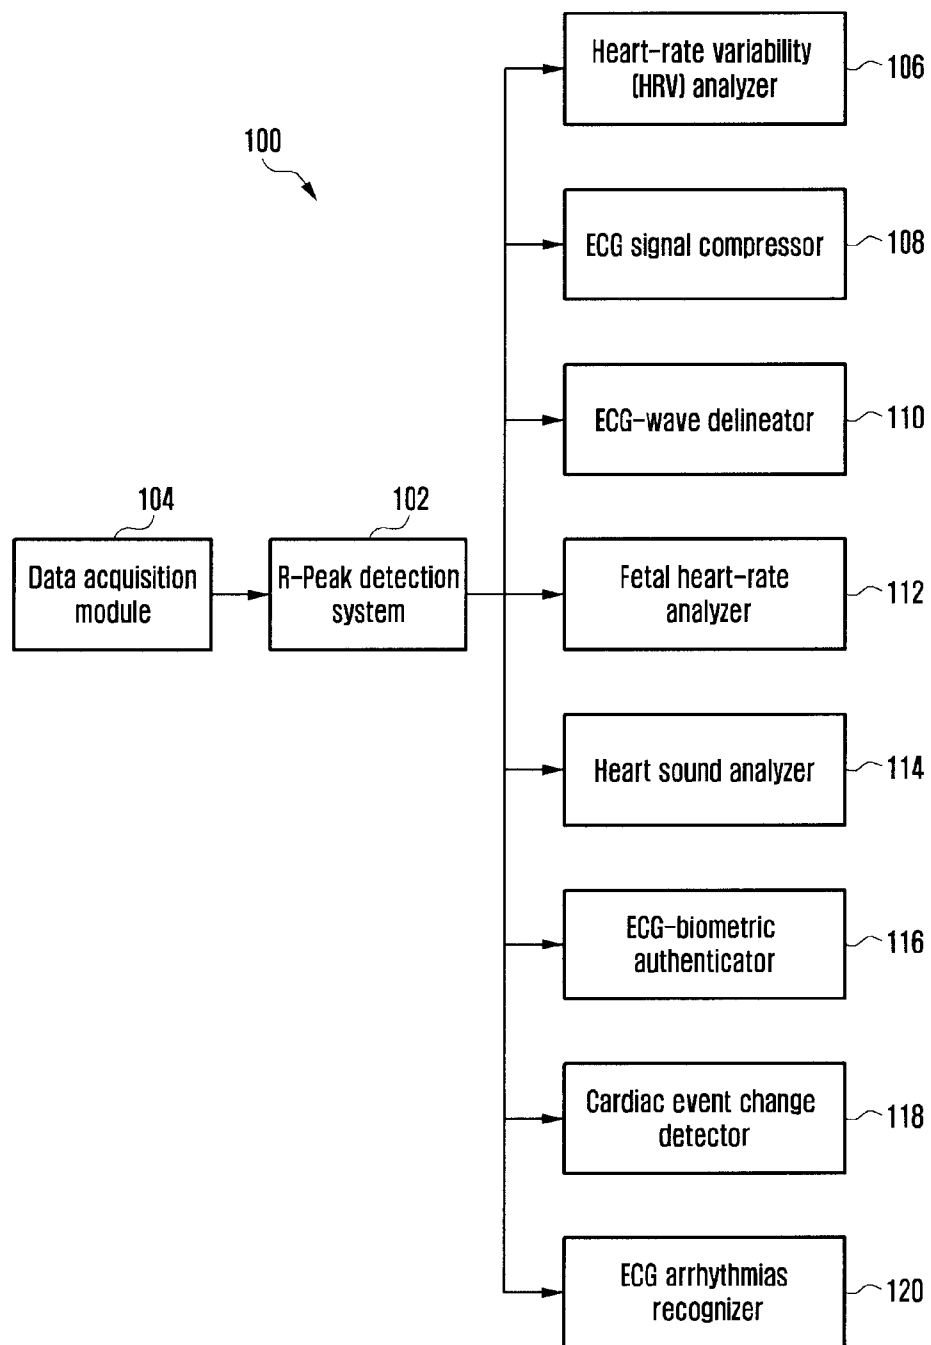 Heart-rate variability
(HRV) analyzer
106
100
ECG signal compressor
108
ECG-wave delineator
110
104
102
Data acquisition
module
R-Peak detection
system
Fetal heart-rate
analyzer
112
Heart sound analyzer
114
ECG-biometric
authenticator
116
Cardiac event change
detector
118
ECG arrhythmias
recognizer
120